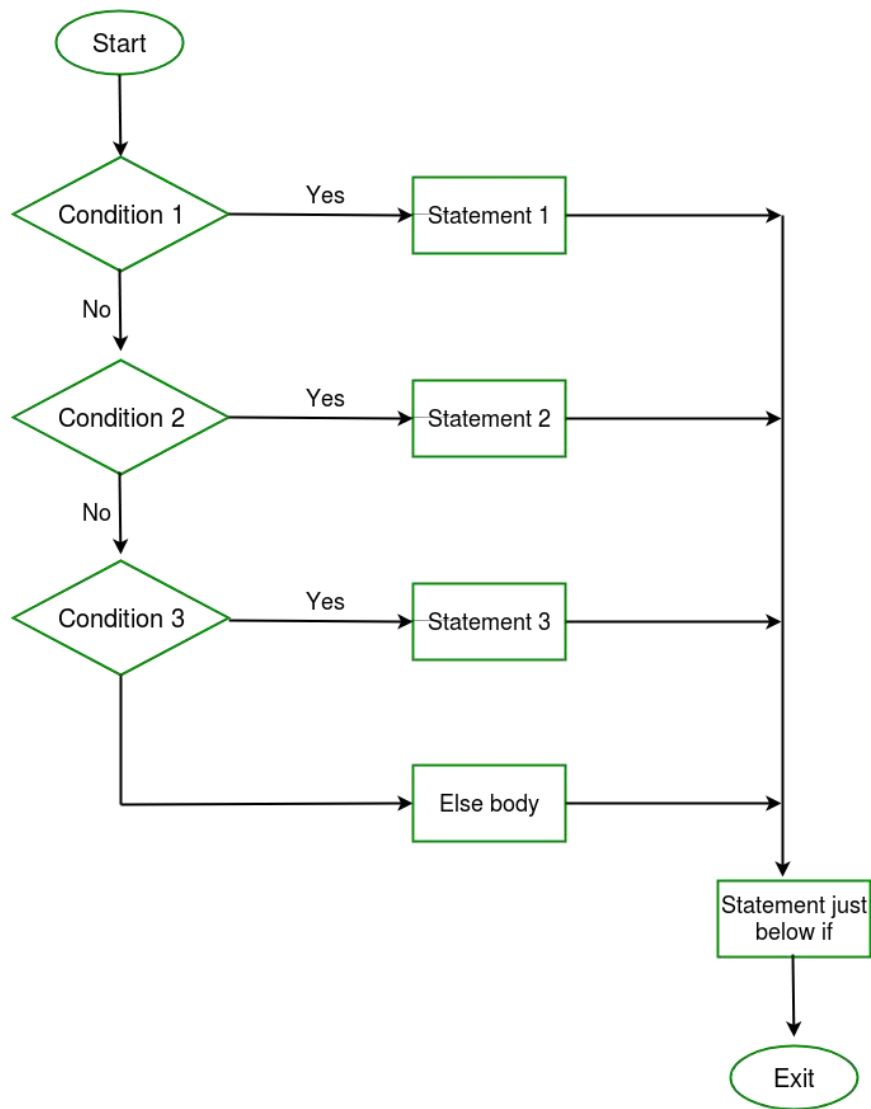 Start
Condition 1
Yes
Statement 1
No
Condition 2
Yes
Statement 2
No
Condition 3
Yes
Statement 3
Else body
Statement just
below if
Exit